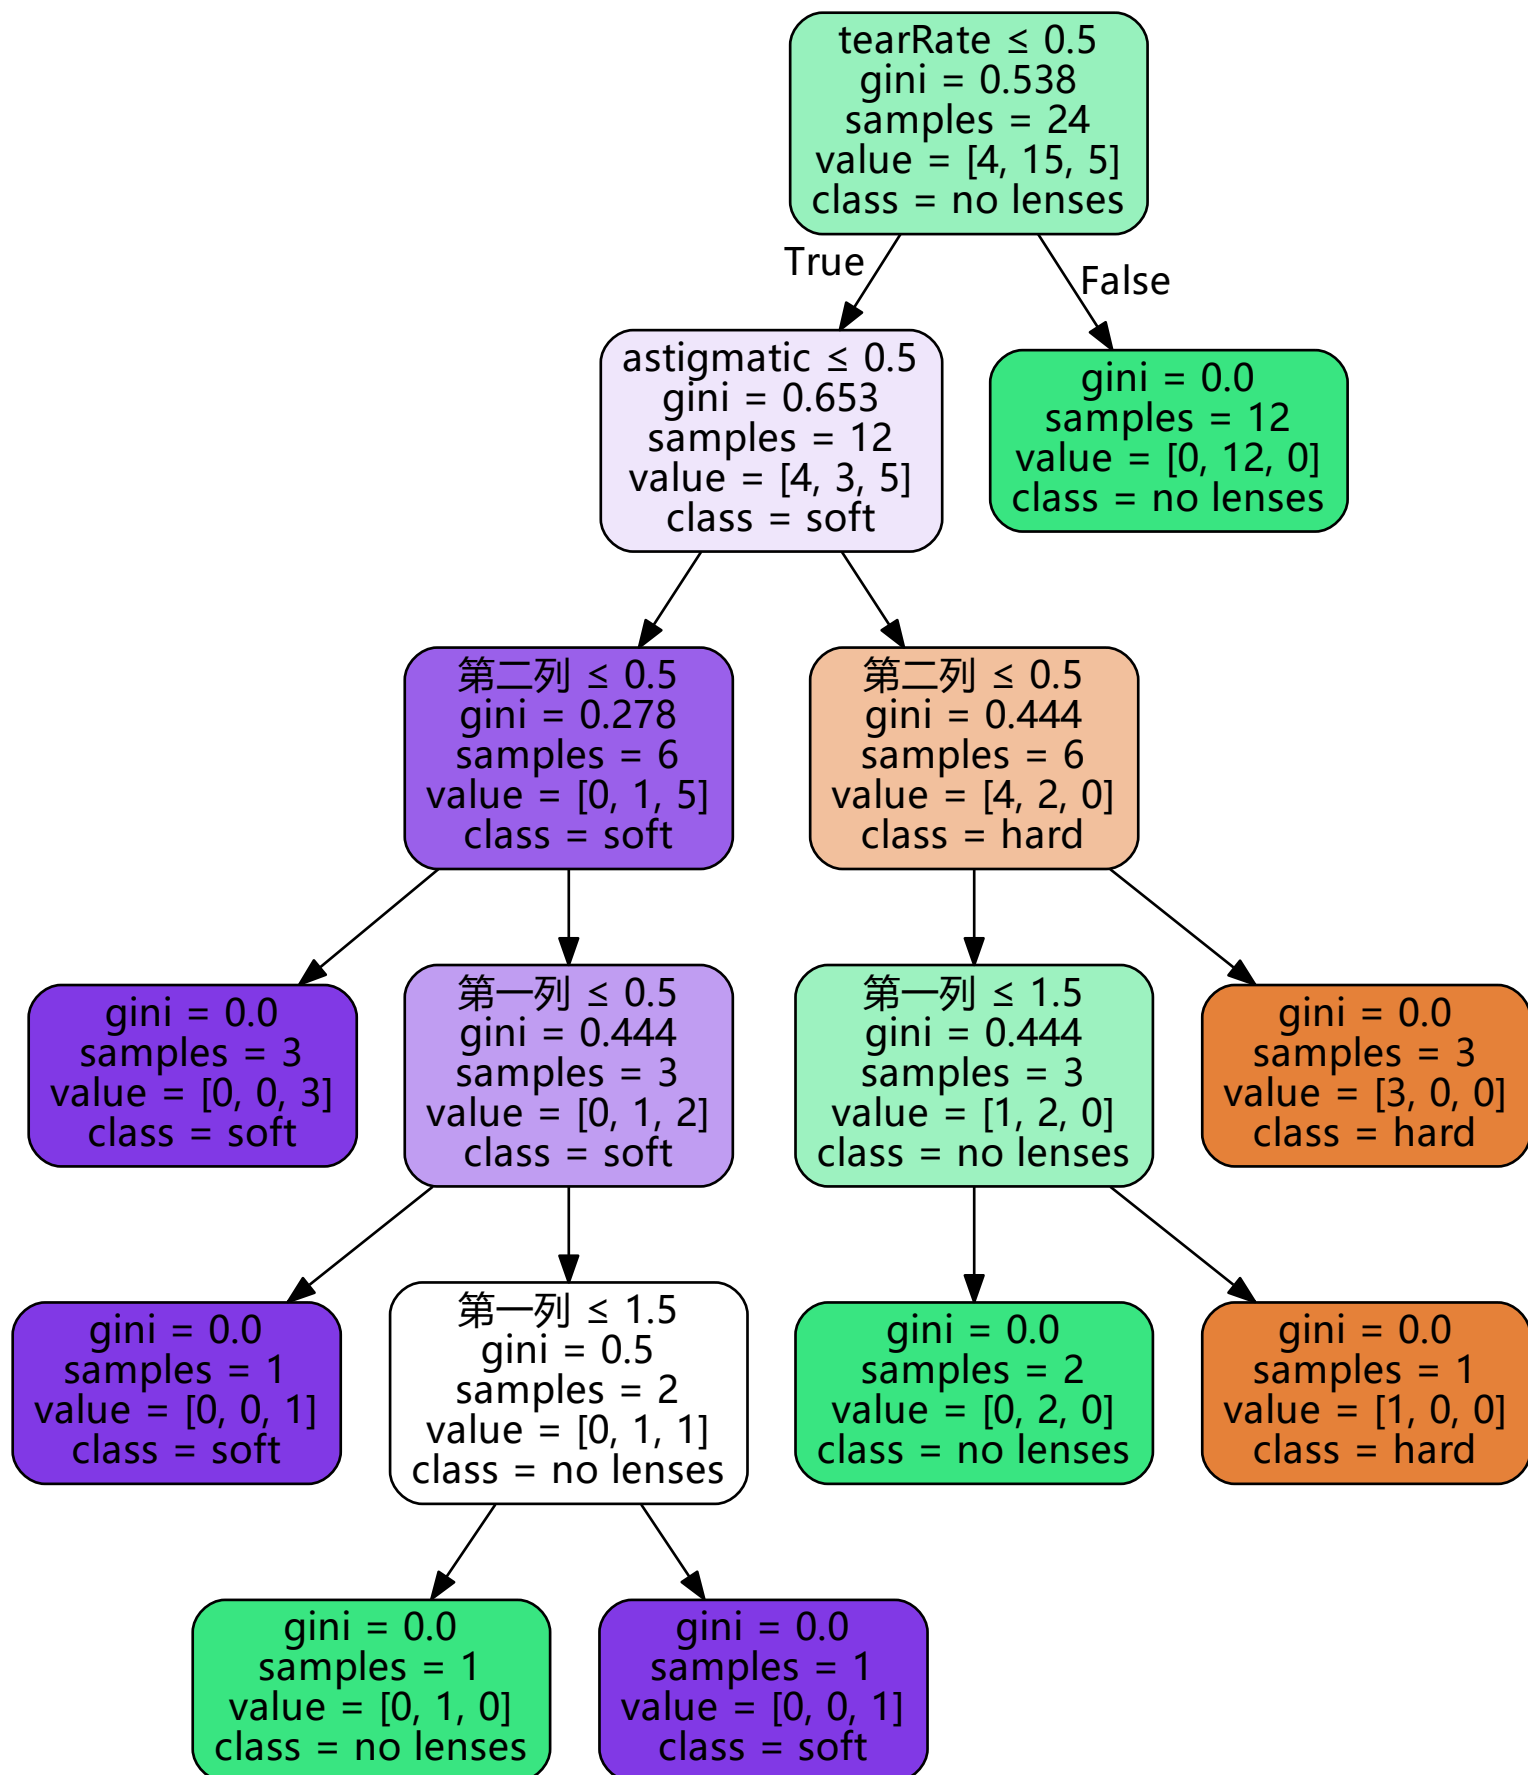 tearRate ≤ 0.5
gini = 0.538
samples = 24
value = [4, 15, 5]
class = no lenses
True
False
astigmatic ≤ 0.5
gini = 0.653
samples = 12
value = [4, 3, 5]
class = soft
gini = 0.0
samples = 12
value = [0, 12, 0]
class = no lenses
第二列 ≤ 0.5
gini = 0.278
samples = 6
value = [0, 1, 5]
class = soft
第二列 ≤ 0.5
gini = 0.444
samples = 6
value = [4, 2, 0]
class = hard
gini = 0.0
samples = 3
value = [0, 0, 3]
class = soft
第一列 ≤ 0.5
gini = 0.444
samples = 3
value = [0, 1, 2]
class = soft
第一列 ≤ 1.5
gini = 0.444
samples = 3
value = [1, 2, 0]
class = no lenses
gini = 0.0
samples = 3
value = [3, 0, 0]
class = hard
gini = 0.0
samples = 1
value = [0, 0, 1]
class = soft
第一列 ≤ 1.5
gini = 0.5
samples = 2
value = [0, 1, 1]
class = no lenses
gini = 0.0
samples = 2
value = [0, 2, 0]
class = no lenses
gini = 0.0
samples = 1
value = [1, 0, 0]
class = hard
gini = 0.0
samples = 1
value = [0, 1, 0]
class = no lenses
gini = 0.0
samples = 1
value = [0, 0, 1]
class = soft